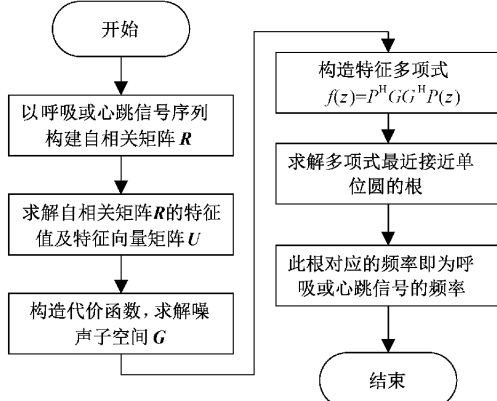 开始
以呼吸或心跳信号序列
构建自相关矩阵 R
求解自相关矩阵R的特征
值及特征向量矩阵 U
构造代价函数,求解噪
声子空间 G
构造特征多项式
f(z)=PᴴGGᴴP(z)
求解多项式最近接近单
位圆的根
此根对应的频率即为呼
吸或心跳信号的频率
结束